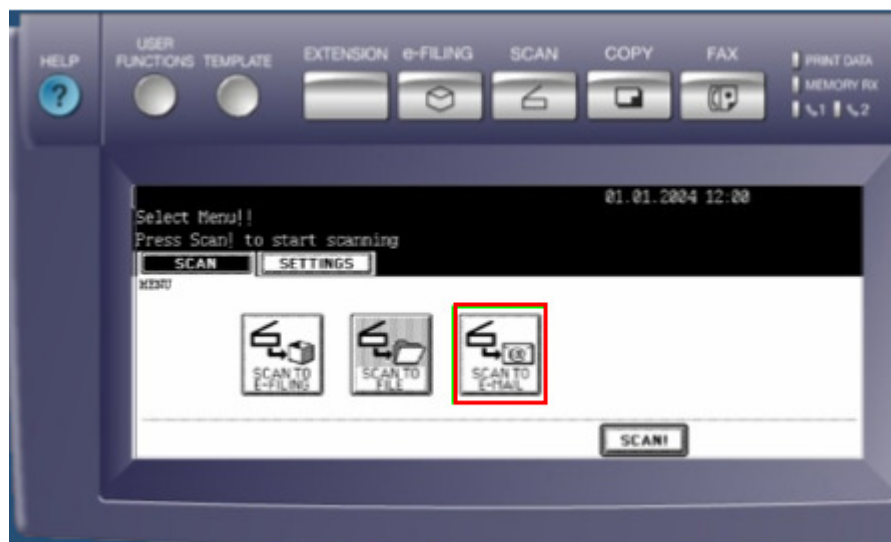 HELP
USER
FUNCTIONS TEMPLATE EXTENSION e-FILING SCAN COPY FAX
PRINT DATA
MEMORY RX
1 2
01.01.2004 12:00
Select Menu!!
Press Scan! to start scanning
SCAN SETTINGS
MENU
SCAN TO
E-FILING
SCAN TO
FILE
SCAN TO
E-MAIL
SCAN!